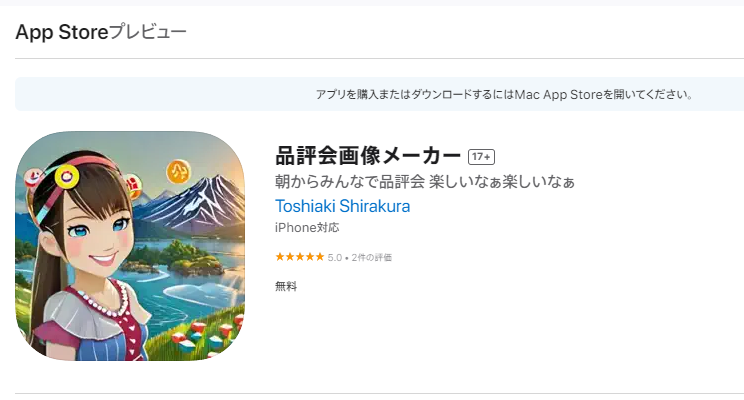 App Storeプレビュー
アプリを購入またはダウンロードするにはMac App Storeを開いてください。
品評会画像メーカー 17+
朝からみんなで品評会 楽しいなぁ楽しいなぁ
Toshiaki Shirakura
iPhone対応
★★★★★ 5.0 • 2件の評価
無料